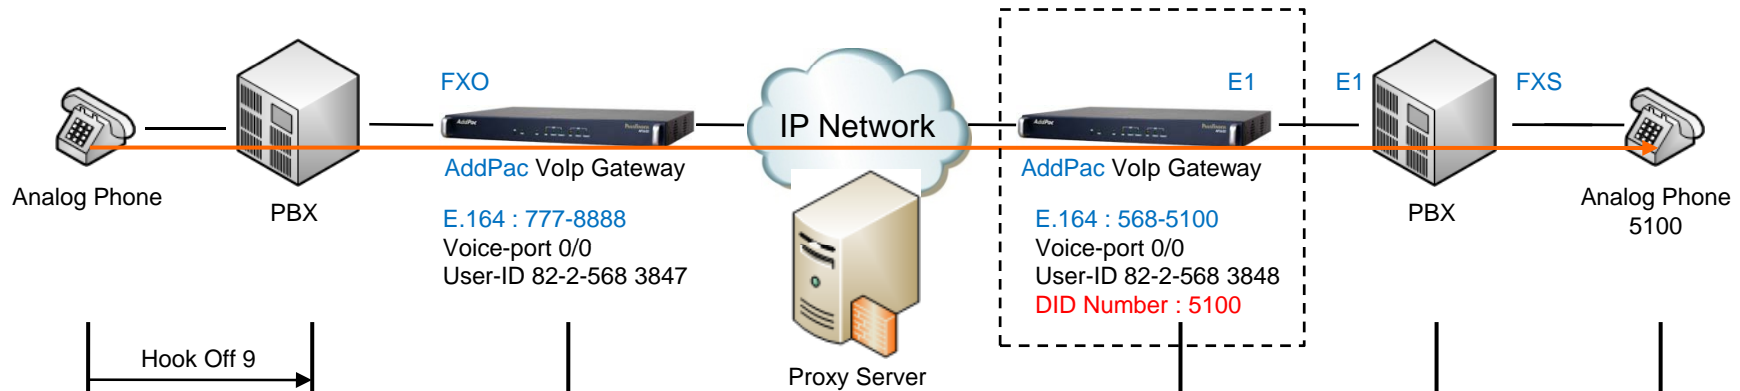 FXO
E1
E1
FXS
AddPac
AddPac
IP Network
AddPac VoIp Gateway
AddPac VoIp Gateway
Analog Phone
PBX
PBX
Analog Phone
5100
E.164 : 777-8888
Voice-port 0/0
User-ID 82-2-568 3847
E.164 : 568-5100
Voice-port 0/0
User-ID 82-2-568 3848
DID Number : 5100
Hook Off 9
Proxy Server